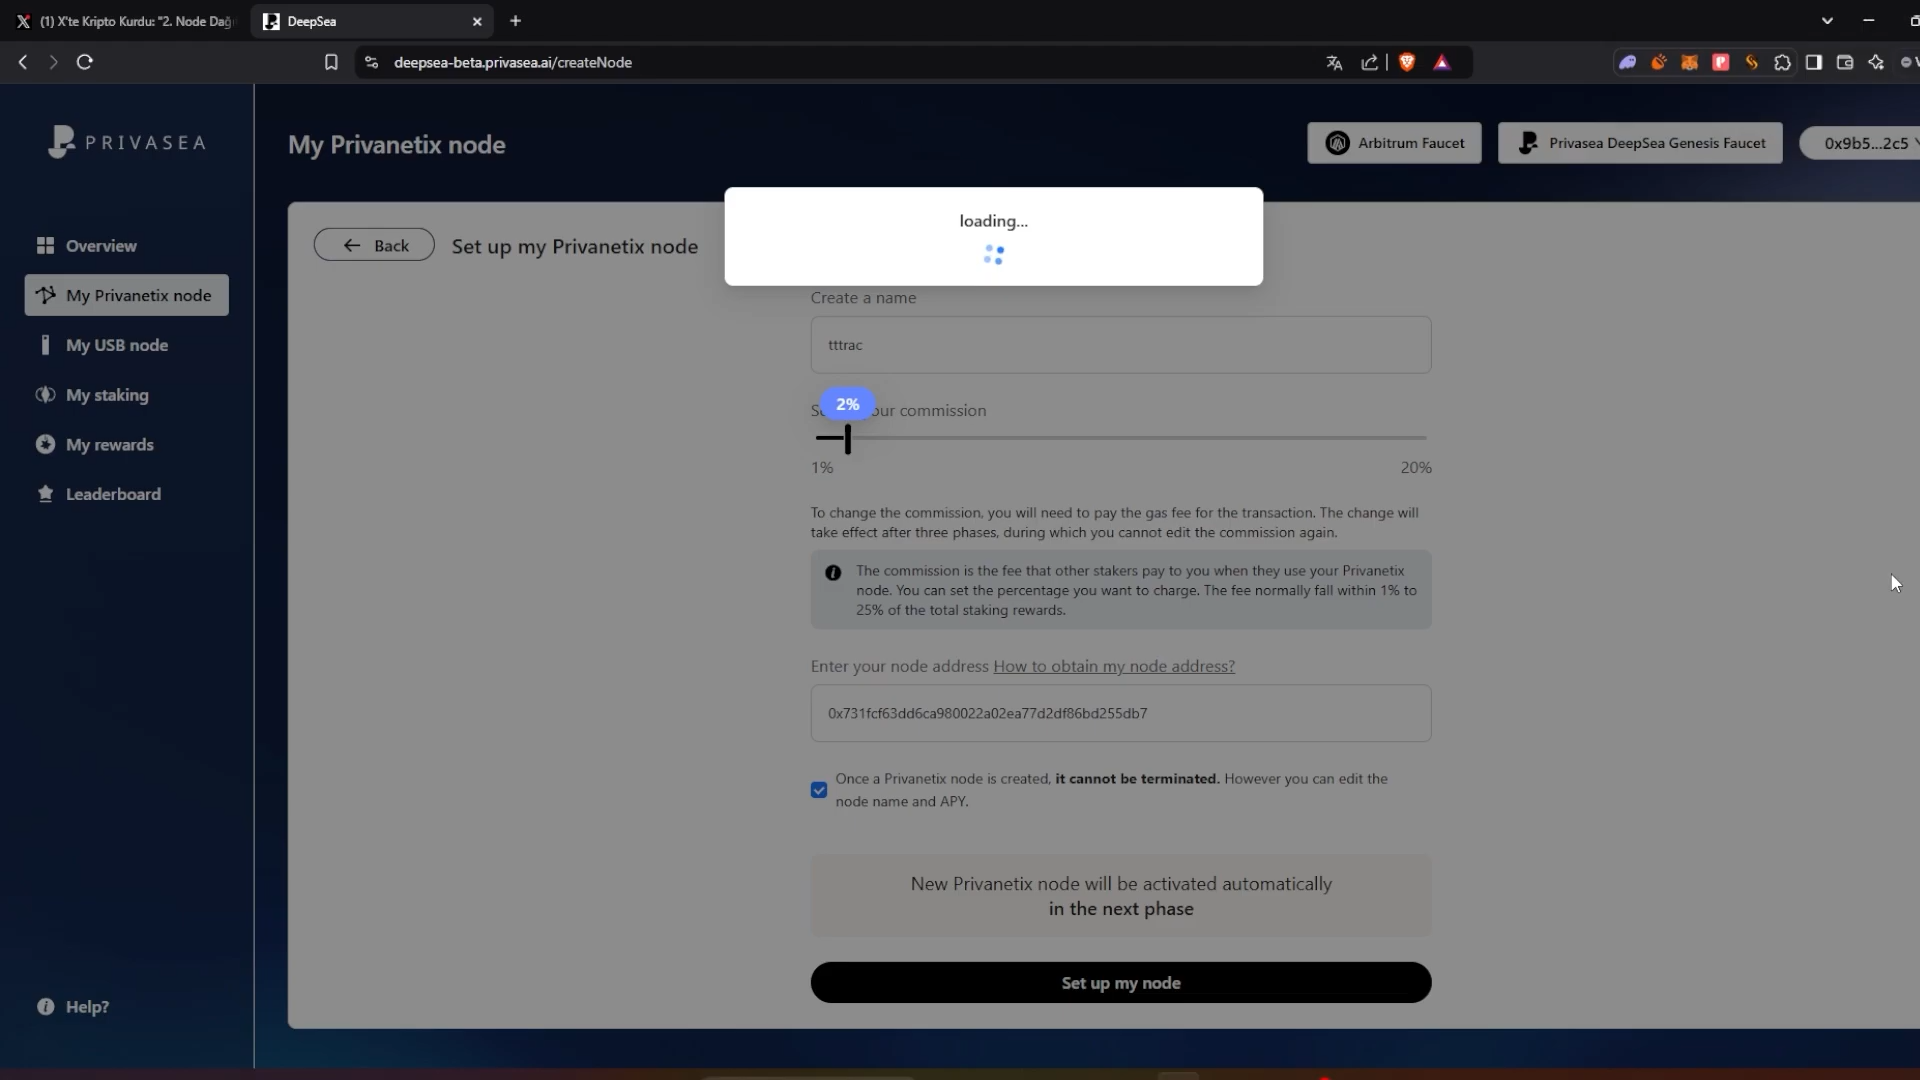 (1) X'te Kripto Kurdu: "2. Node Dağı
DeepSea
deepsea-beta.privasea.ai/createNode
PRIVASEA
My Privanetix node
Arbitrum Faucet
Privasea DeepSea Genesis Faucet
0x9b5...2c5
loading...
Back
Set up my Privanetix node
Overview
My Privanetix node
My USB node
My staking
My rewards
Leaderboard
Help?
Create a name
tttrac
2%
our commission
1%
20%
To change the commission, you will need to pay the gas fee for the transaction. The change will
take effect after three phases, during which you cannot edit the commission again.
The commission is the fee that other stakers pay to you when they use your Privanetix
node. You can set the percentage you want to charge. The fee normally fall within 1% to
25% of the total staking rewards.
Enter your node address How to obtain my node address?
0x731fcf63dd6ca980022a02ea77d2df86bd255db7
Once a Privanetix node is created, it cannot be terminated. However you can edit the
node name and APY.
New Privanetix node will be activated automatically
in the next phase
Set up my node